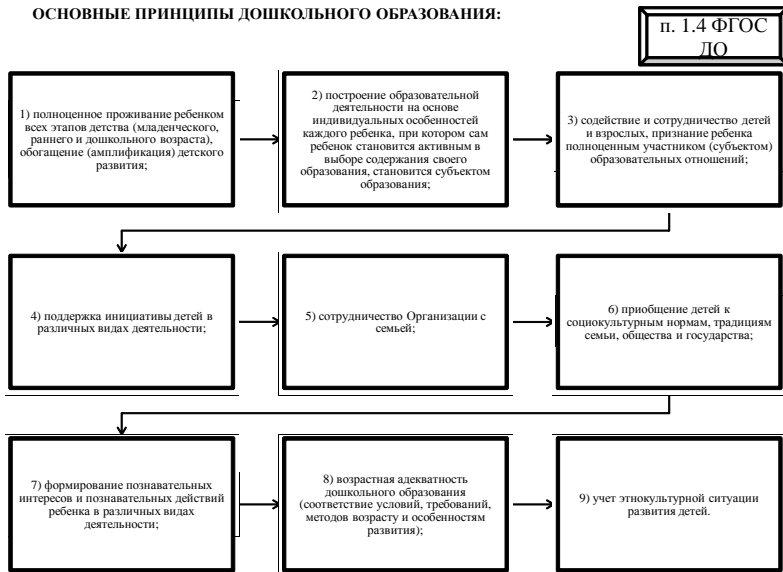 ОСНОВНЫЕ ПРИНЦИПЫ ДОШКОЛЬНОГО ОБРАЗОВАНИЯ:
п. 1.4 ФГОС
ДО
1) полноценное проживание ребенком
всех этапов детства (младенческого,
раннего и дошкольного возраста),
обогащение (амплификация) детского
развития;
2) построение образовательной
деятельности на основе
индивидуальных особенностей
каждого ребенка, при котором сам
ребенок становится активным в
выборе содержания своего
образования, становится субъектом
образования;
3) содействие и сотрудничество детей
и взрослых, признание ребенка
полноценным участником (субъектом)
образовательных отношений;
4) поддержка инициативы детей в
различных видах деятельности;
5) сотрудничество Организации с
семьей;
6) приобщение детей к
социокультурным нормам, традициям
семьи, общества и государства;
7) формирование познавательных
интересов и познавательных действий
ребенка в различных видах
деятельности;
8) возрастная адекватность
дошкольного образования
(соответствие условий, требований,
методов возрасту и особенностям
развития);
9) учет этнокультурной ситуации
развития детей.